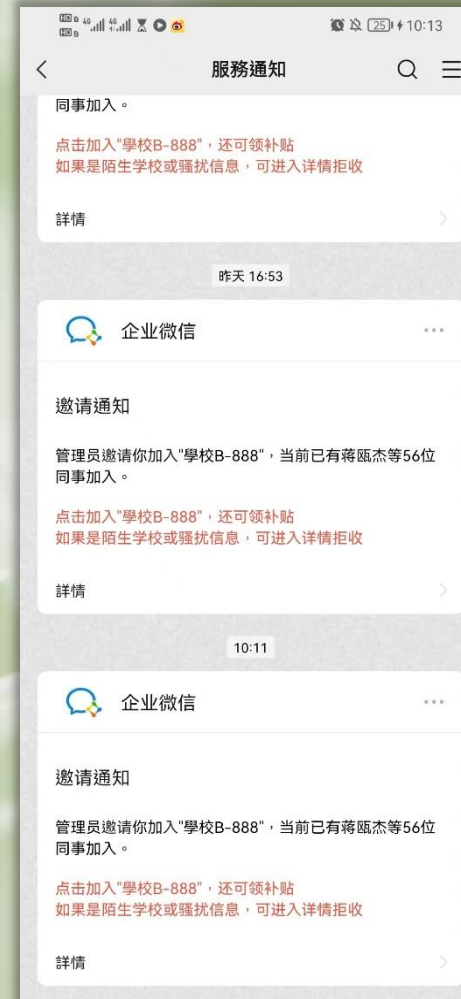 25 10:13
服務通知
同事加入。
点击加入"學校B-888"，还可领补贴
如果是陌生学校或骚扰信息，可进入详情拒收
詳情
昨天 16:53
企业微信
邀请通知
管理员邀请你加入"學校B-888"，当前已有蒋瓯杰等56位
同事加入。
点击加入"學校B-888"，还可领补贴
如果是陌生学校或骚扰信息，可进入详情拒收
詳情
10:11
企业微信
邀请通知
管理员邀请你加入"學校B-888"，当前已有蒋瓯杰等56位
同事加入。
点击加入"學校B-888"，还可领补贴
如果是陌生学校或骚扰信息，可进入详情拒收
詳情